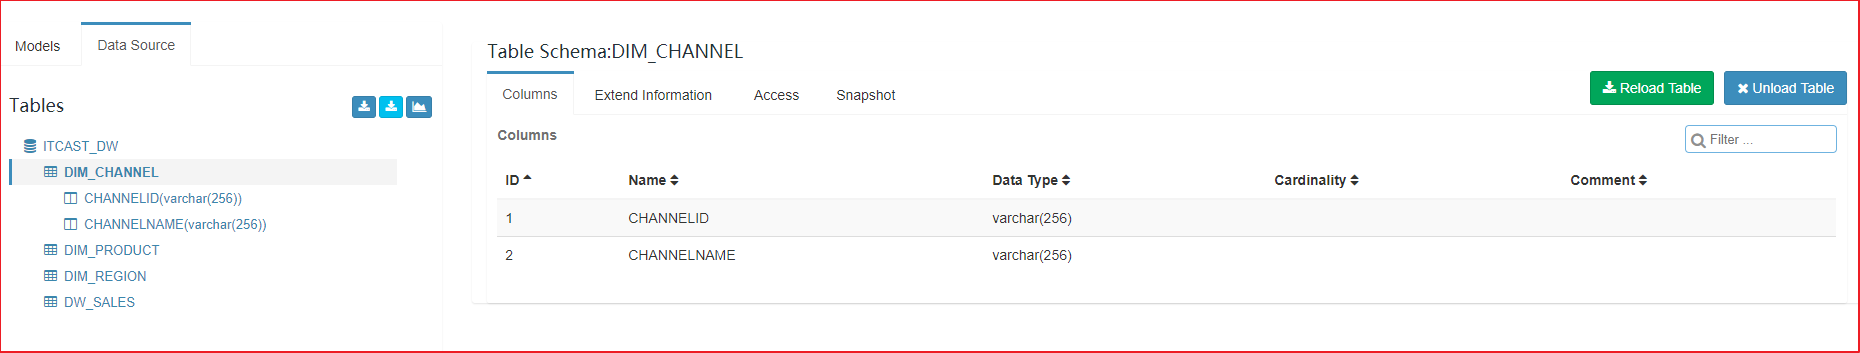 Models
Data Source
Tables
ITCAST_DW
DIM_CHANNEL
CHANNELID(varchar(256))
CHANNELNAME(varchar(256))
DIM_PRODUCT
DIM_REGION
DW_SALES
Table Schema:DIM_CHANNEL
Columns
Extend Information
Access
Snapshot
Reload Table
Unload Table
Columns
Filter ...
ID Name Data Type Cardinality Comment
1 CHANNELID varchar(256)
2 CHANNELNAME varchar(256)